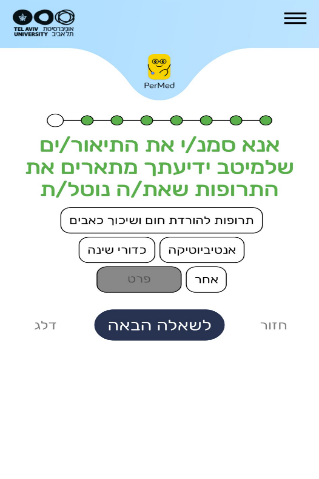 TEL AVIV אוניברסיטת
UNIVERSITY תל אביב
PerMed
אנא סמנ/י את התיאור/ים
שלמיטב ידיעתך מתארים את
התרופות שאת/ה נוטל/ת
תרופות להורדת חום ושיכוך כאבים
אנטיביוטיקה
כדורי שינה
אחר
פרט
חזור
לשאלה הבאה
דלג